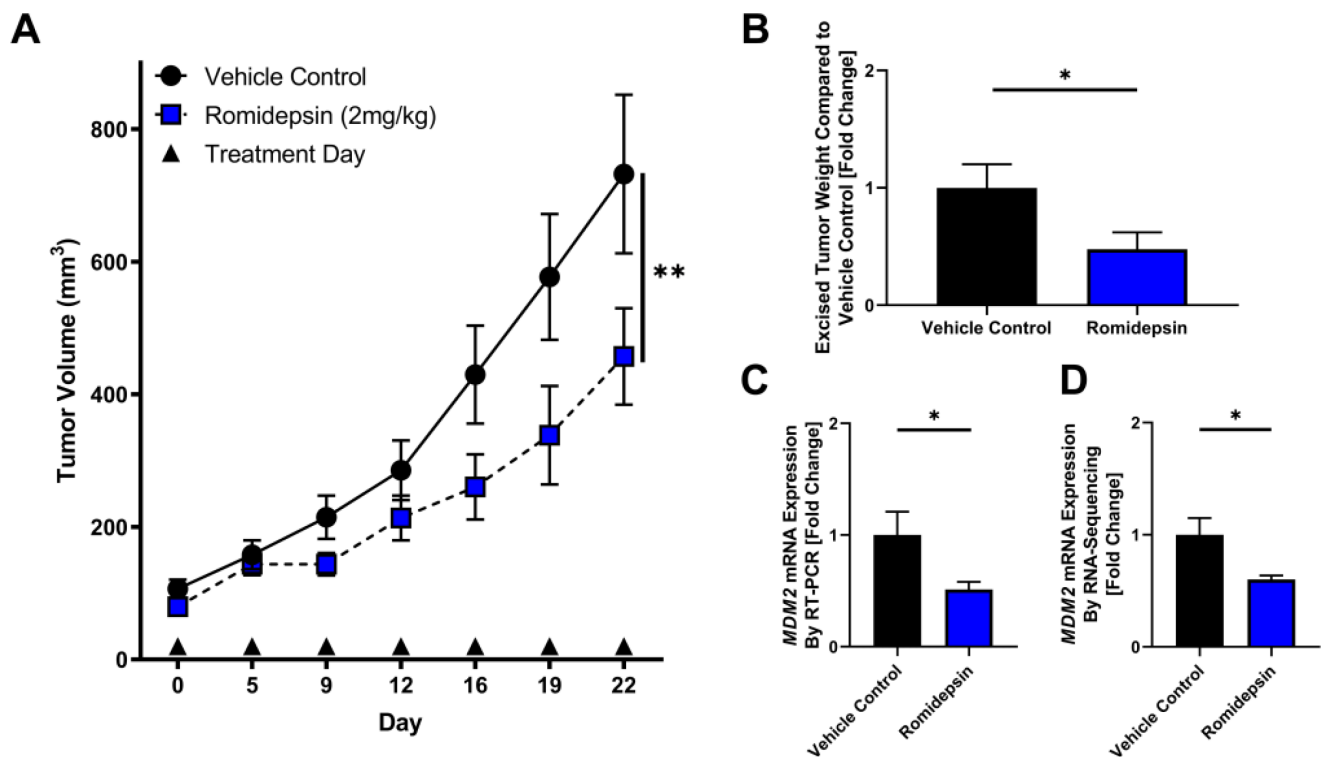 A
Vehicle Control
Romidepsin (2mg/kg)
Treatment Day
Tumor Volume (mm³)
800
600
400
200
0
**
0 5 9 12 16 19 22
Day
B
Excised Tumor Weight Compared to
Vehicle Control [Fold Change]
2
1
0
*
Vehicle Control Romidepsin
C
MDM2 mRNA Expression
By RT-PCR [Fold Change]
2
1
0
*
Vehicle Control
Romidepsin
D
MDM2 mRNA Expression
By RNA-Sequencing
[Fold Change]
2
1
0
*
Vehicle Control
Romidepsin